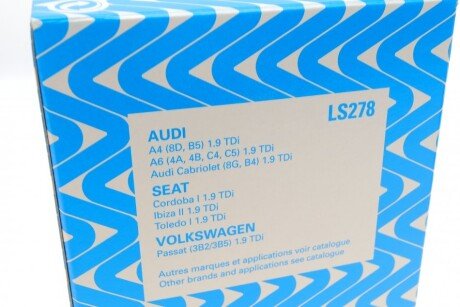 LS278
AUDI
A4 (8D, B5) 1.9 TDi
A6 (4A, 4B, C4, C5) 1.9 TDi
Audi Cabriolet (8G, B4) 1.9 TDi
SEAT
Cordoba I 1.9 TDi
Ibiza II 1.9 TDi
Toledo I 1.9 TDi
VOLKSWAGEN
Passat (3B2/3B5) 1.9 TDi
Autres marques et applications voir catalogue
Other brands and applications see catalogue